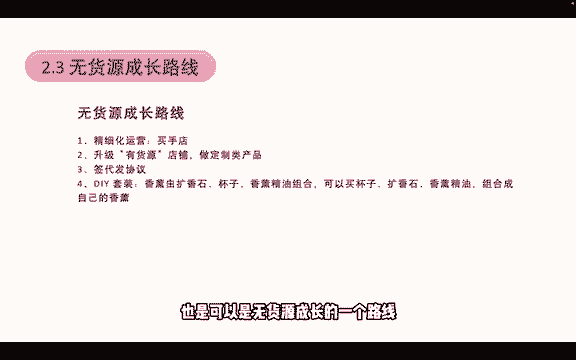 2.3 无货源成长路线
无货源成长路线
1、精细化运营：买手店
2、升级“有货源”店铺，做定制类产品
3、签代发协议
4、DIY 套装：香薰由扩香石、杯子、香薰精油组合，可以买杯子、扩香石、香薰精油，组合成
自己的香薰
也是可以是无货源成长的一个路线